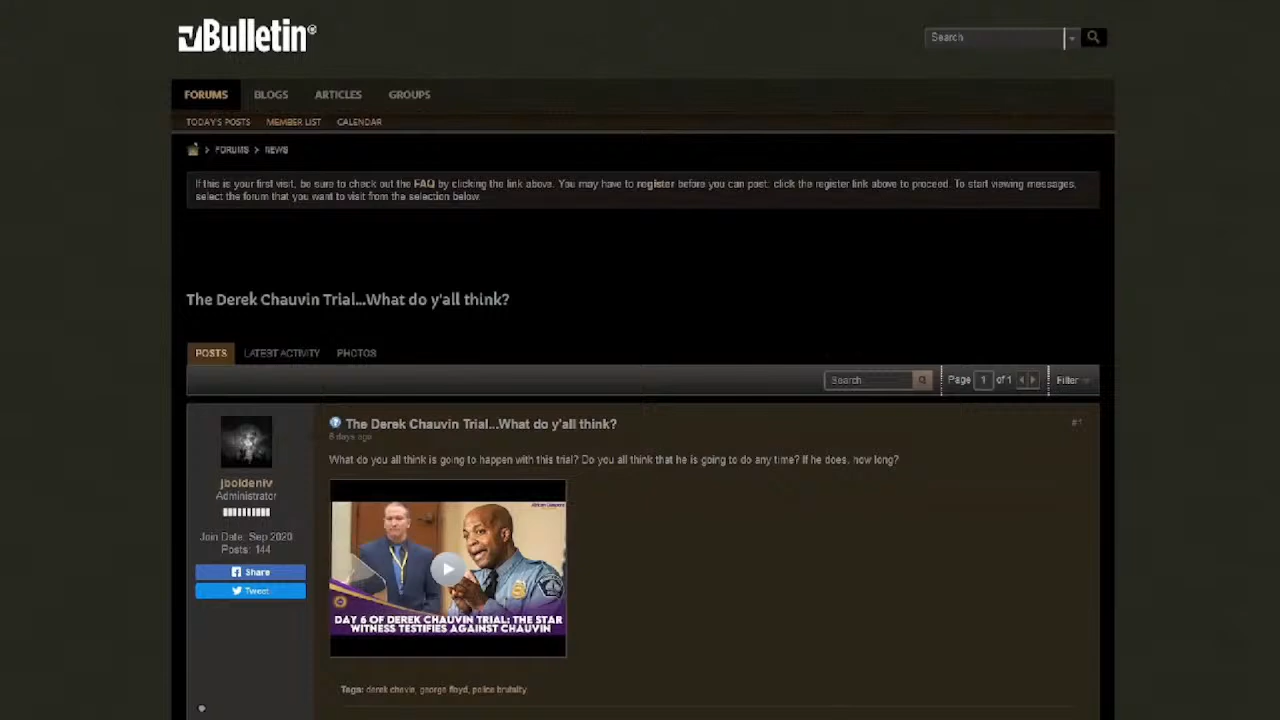 vBulletin
Search
FORUMS BLOGS ARTICLES GROUPS
TODAY'S POSTS MEMBER LIST CALENDAR
> FORUMS > NEWS
If this is your first visit, be sure to check out the FAQ by clicking the link above. You may have to register before you can post: click the register link above to proceed. To start viewing messages,
select the forum that you want to visit from the selection below.
The Derek Chauvin Trial...What do y'all think?
POSTS LATEST ACTIVITY PHOTOS
Search Page 1 of 1 Filter
The Derek Chauvin Trial...What do y'all think? #1
6 days ago
What do you all think is going to happen with this trial? Do you all think that he is going to do any time? If he does, how long?
jboldeniv
Administrator
Join Date: Sep 2020
Posts: 144
Share
Tweet
DAY 6 OF DEREK CHAUVIN TRIAL: THE STAR
WITNESS TESTIFIES AGAINST CHAUVIN
Tags: derek chavin, george floyd, police brutality